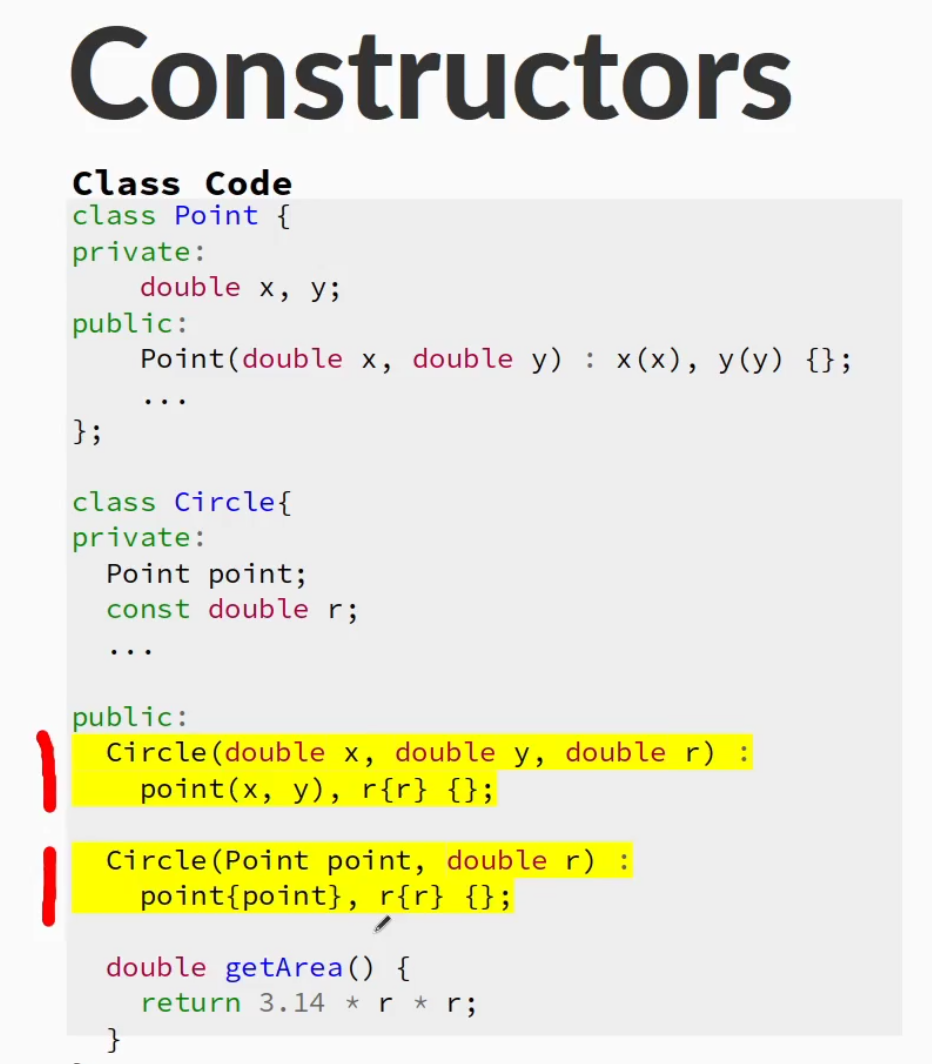 Constructors
Class Code
class Point {
private:
    double x, y;
public:
    Point(double x, double y) : x(x), y(y) {};
    ...
};

class Circle{
private:
  Point point;
  const double r;
  ...

public:
  Circle(double x, double y, double r) :
    point(x, y), r{r} {};

  Circle(Point point, double r) :
    point{point}, r{r} {};

  double getArea() {
    return 3.14 * r * r;
  }